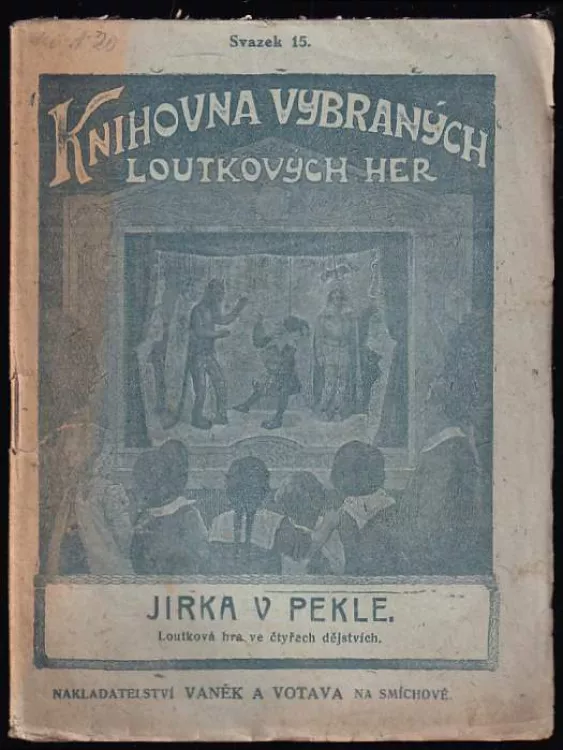 Svazek 15.
KNIHOVNA VYBRANÝCH
LOUTKOVÝCH HER
JIRKA V PEKLE.
Loutková hra ve čtyřech dějstvích.
NAKLADATELSTVÍ VANĚK A VOTAVA NA SMÍCHOVĚ.